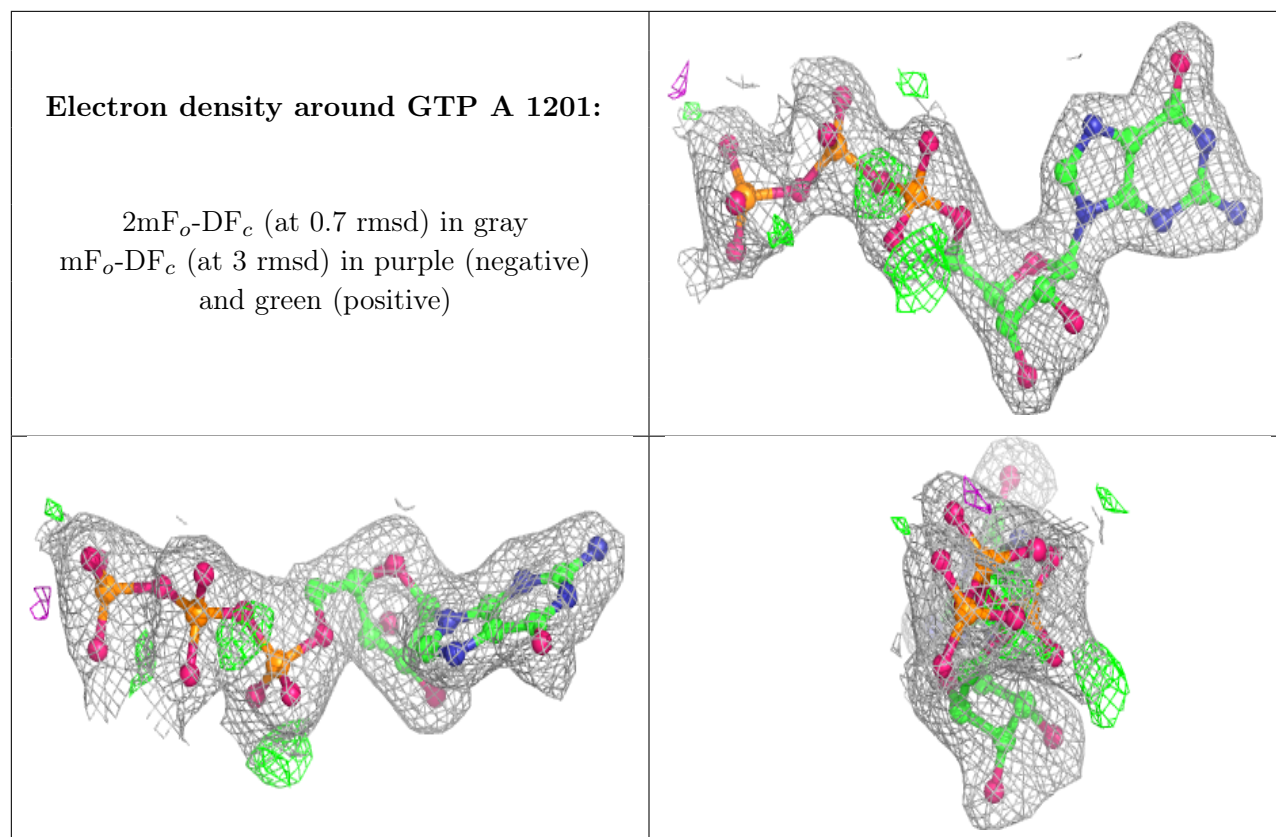 Electron density around GTP A 1201:
2mFₒ-DF𝒸 (at 0.7 rmsd) in gray
mFₒ-DF𝒸 (at 3 rmsd) in purple (negative)
and green (positive)